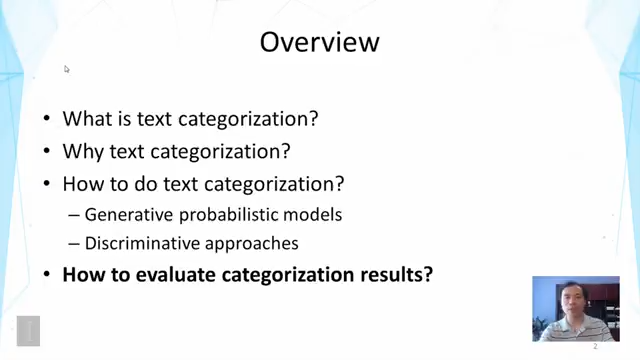 Overview
• What is text categorization?
• Why text categorization?
• How to do text categorization?
– Generative probabilistic models
– Discriminative approaches
• How to evaluate categorization results?
2